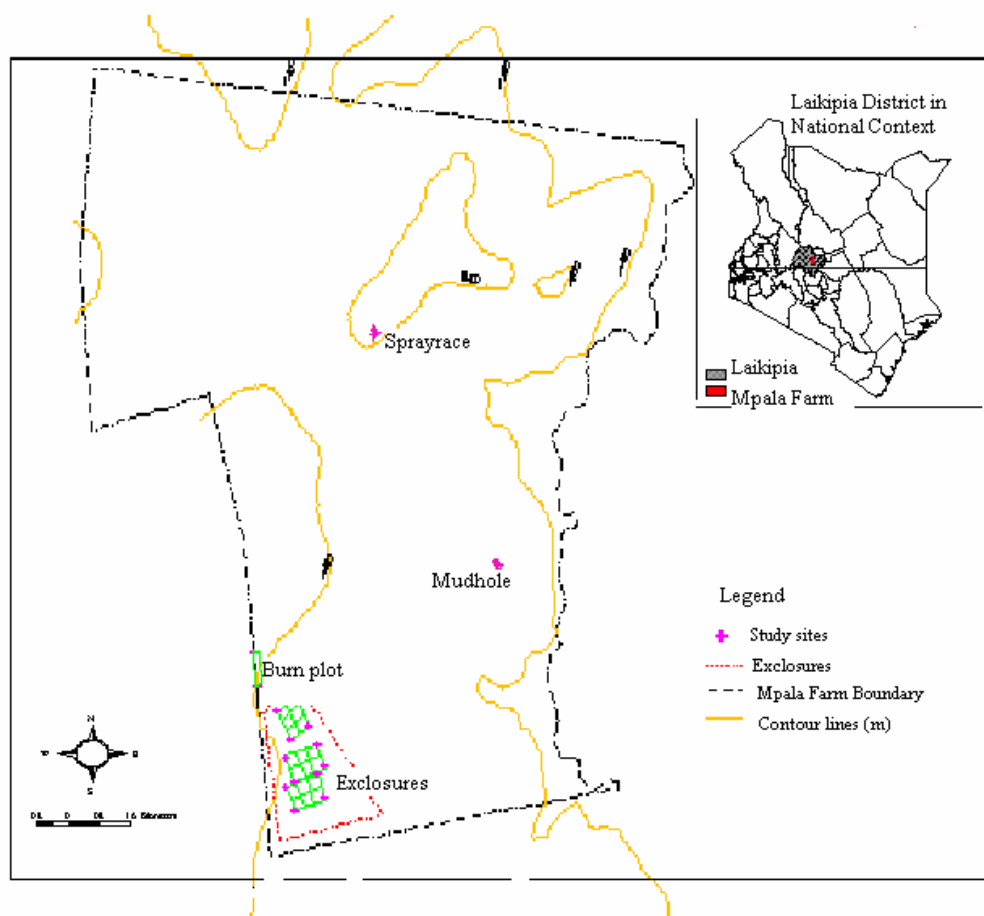 Laikipia District in
National Context
Laikipia
Mpala Farm
Sprayrace
Mudhole
Burn plot
Exclosures
Legend
Study sites
Exclosures
Mpala Farm Boundary
Contour lines (m)
N
S